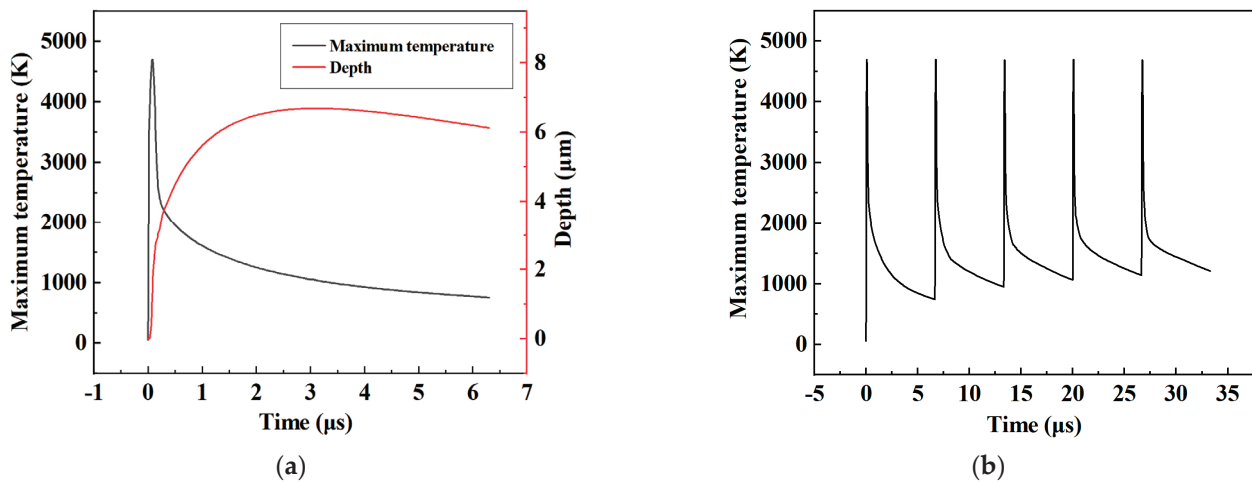 Maximum temperature
Depth
Maximum temperature (K)
5000
4000
3000
2000
1000
0
8
6
4
2
0
Depth (μm)
-1 0 1 2 3 4 5 6 7
Time (μs)
(a)
Maximum temperature (K)
5000
4000
3000
2000
1000
0
-5 0 5 10 15 20 25 30 35
Time (μs)
(b)